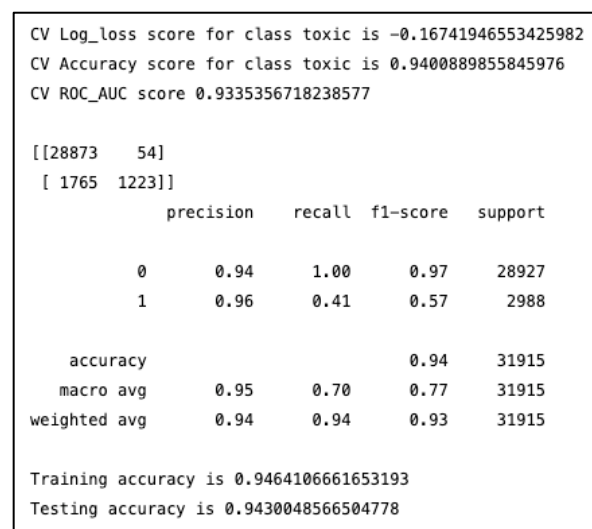 CV Log_loss score for class toxic is -0.16741946553425982
CV Accuracy score for class toxic is 0.9400889855845976
CV ROC_AUC score 0.9335356718238577
[[28873 54]
[ 1765 1223]]
precision recall f1-score support
0 0.94 1.00 0.97 28927
1 0.96 0.41 0.57 2988
accuracy 0.94 31915
macro avg 0.95 0.70 0.77 31915
weighted avg 0.94 0.94 0.93 31915
Training accuracy is 0.9464106661653193
Testing accuracy is 0.9430048566504778